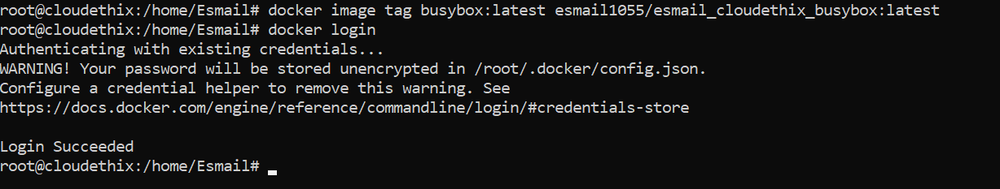 root@cloudethix:/home/Esmail# docker image tag busybox:latest esmail1055/esmail_cloudethix_busybox:latest
root@cloudethix:/home/Esmail# docker login
Authenticating with existing credentials...
WARNING! Your password will be stored unencrypted in /root/.docker/config.json.
Configure a credential helper to remove this warning. See
https://docs.docker.com/engine/reference/commandline/login/#credentials-store
Login Succeeded
root@cloudethix:/home/Esmail#